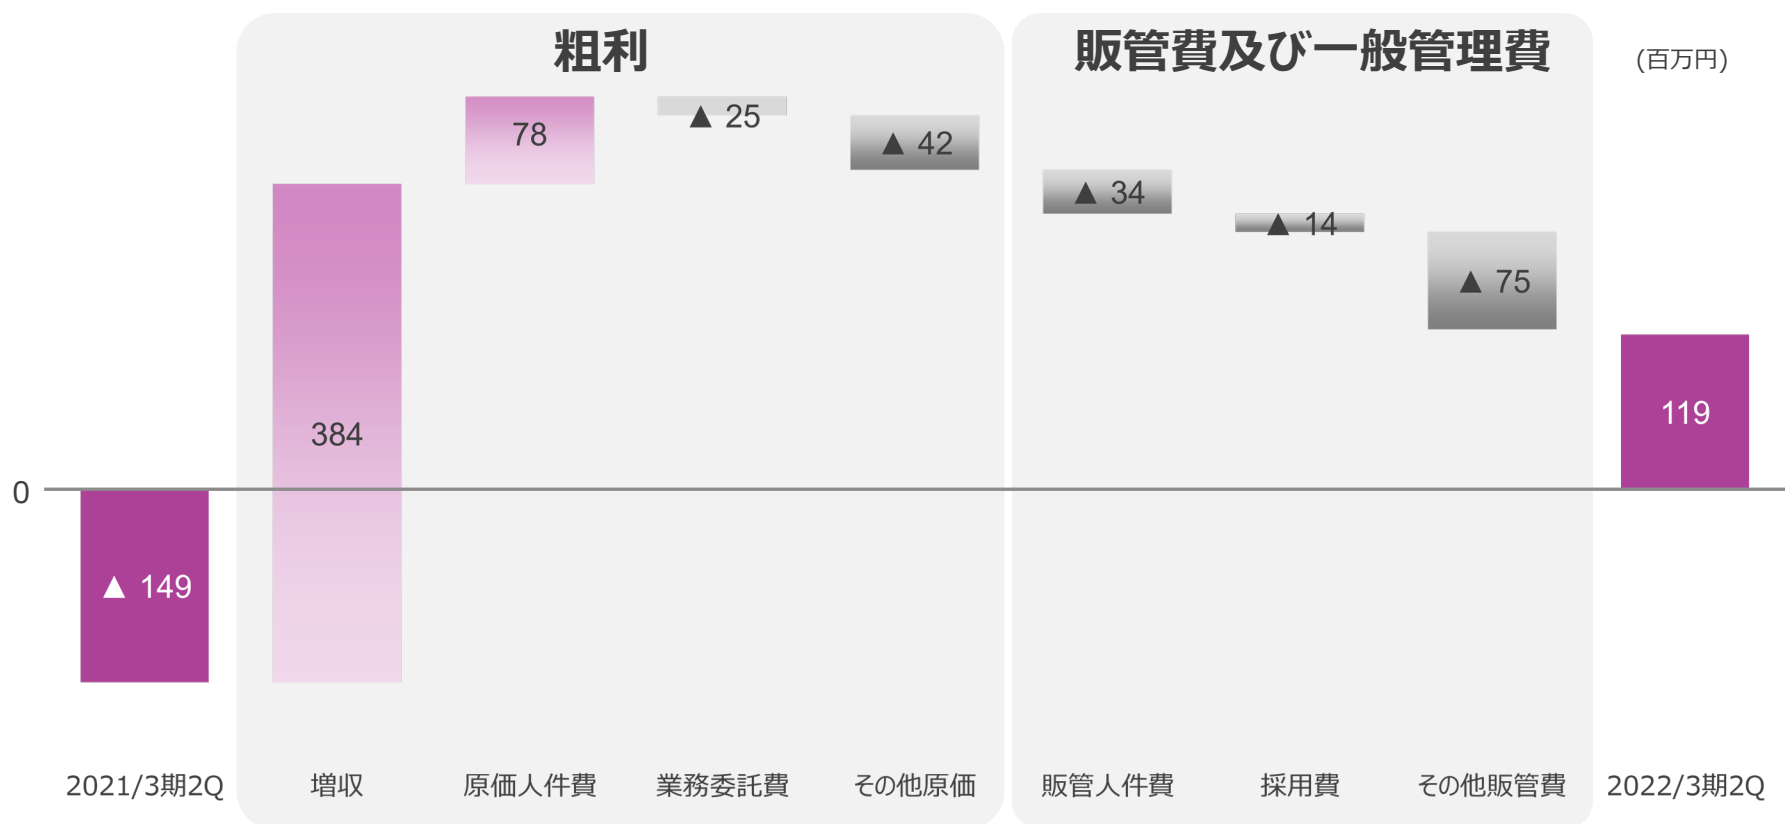 粗利
販管費及び一般管理費
(百万円)
78
▲ 25
▲ 42
▲ 34
▲ 14
▲ 75
384
119
0
▲ 149
2021/3期2Q
増収
原価人件費
業務委託費
その他原価
販管人件費
採用費
その他販管費
2022/3期2Q